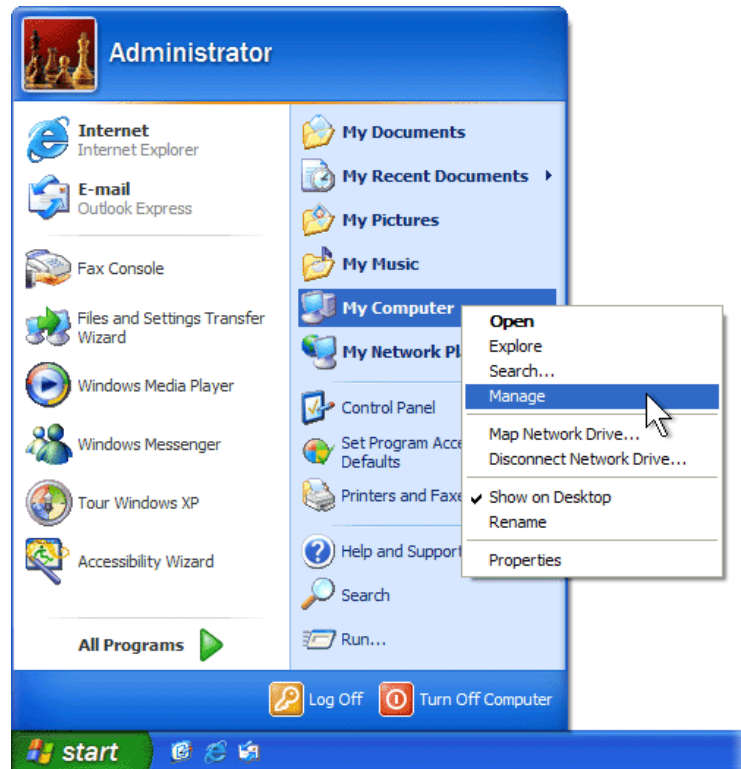 Administrator
Internet
Internet Explorer
E-mail
Outlook Express
Fax Console
Files and Settings Transfer
Wizard
Windows Media Player
Windows Messenger
Tour Windows XP
Accessibility Wizard
All Programs
My Documents
My Recent Documents
My Pictures
My Music
My Computer
My Network
Control Panel
Set Program
Defaults
Printers and
Help and Support
Search
Run...
Open
Explore
Search...
Manage
Map Network Drive...
Disconnect Network Drive...
Show on Desktop
Rename
Properties
Log Off
Turn Off Computer
start